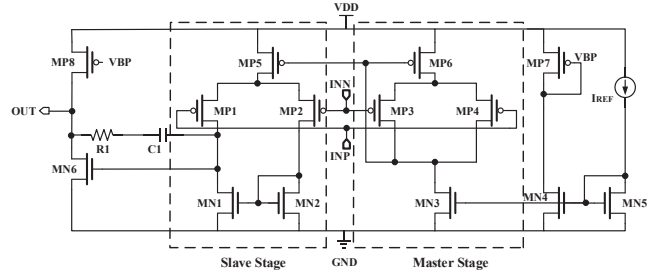 VDD
MP8
VBP
MP5
MP6
MP7
VBP
INN
IREF
OUT
MP1
MP2
MP3
MP4
R1
C1
INP
MN6
MN1
MN2
MN3
MN4
MN5
Slave Stage
GND
Master Stage